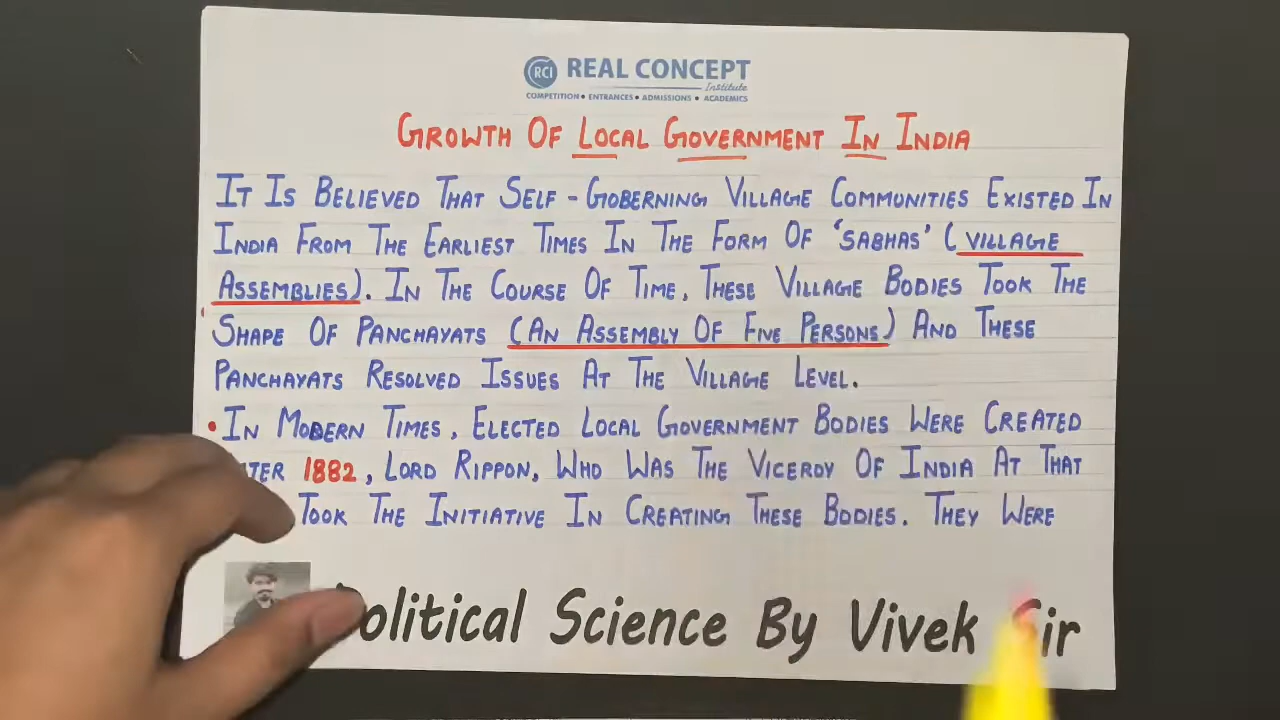 RCI REAL CONCEPT
Institute
COMPETITION • ENTRANCES • ADMISSIONS • ACADEMICS
GROWTH OF LOCAL GOVERNMENT IN INDIA
IT IS BELIEVED THAT SELF - GOBERNING VILLAGE COMMUNITIES EXISTED IN
INDIA FROM THE EARLIEST TIMES IN THE FORM OF 'SABHAS' (VILLAGE
ASSEMBLIES). IN THE COURSE OF TIME, THESE VILLAGE BODIES TOOK THE
SHAPE OF PANCHAYATS (AN ASSEMBLY OF FIVE PERSONS) AND THESE
PANCHAYATS RESOLVED ISSUES AT THE VILLAGE LEVEL.
• IN MODERN TIMES, ELECTED LOCAL GOVERNMENT BODIES WERE CREATED
1882, LORD RIPPON, WHO WAS THE VICEROY OF INDIA AT THAT
TOOK THE INITIATIVE IN CREATING THESE BODIES. THEY WERE
Political Science By Vivek Sir